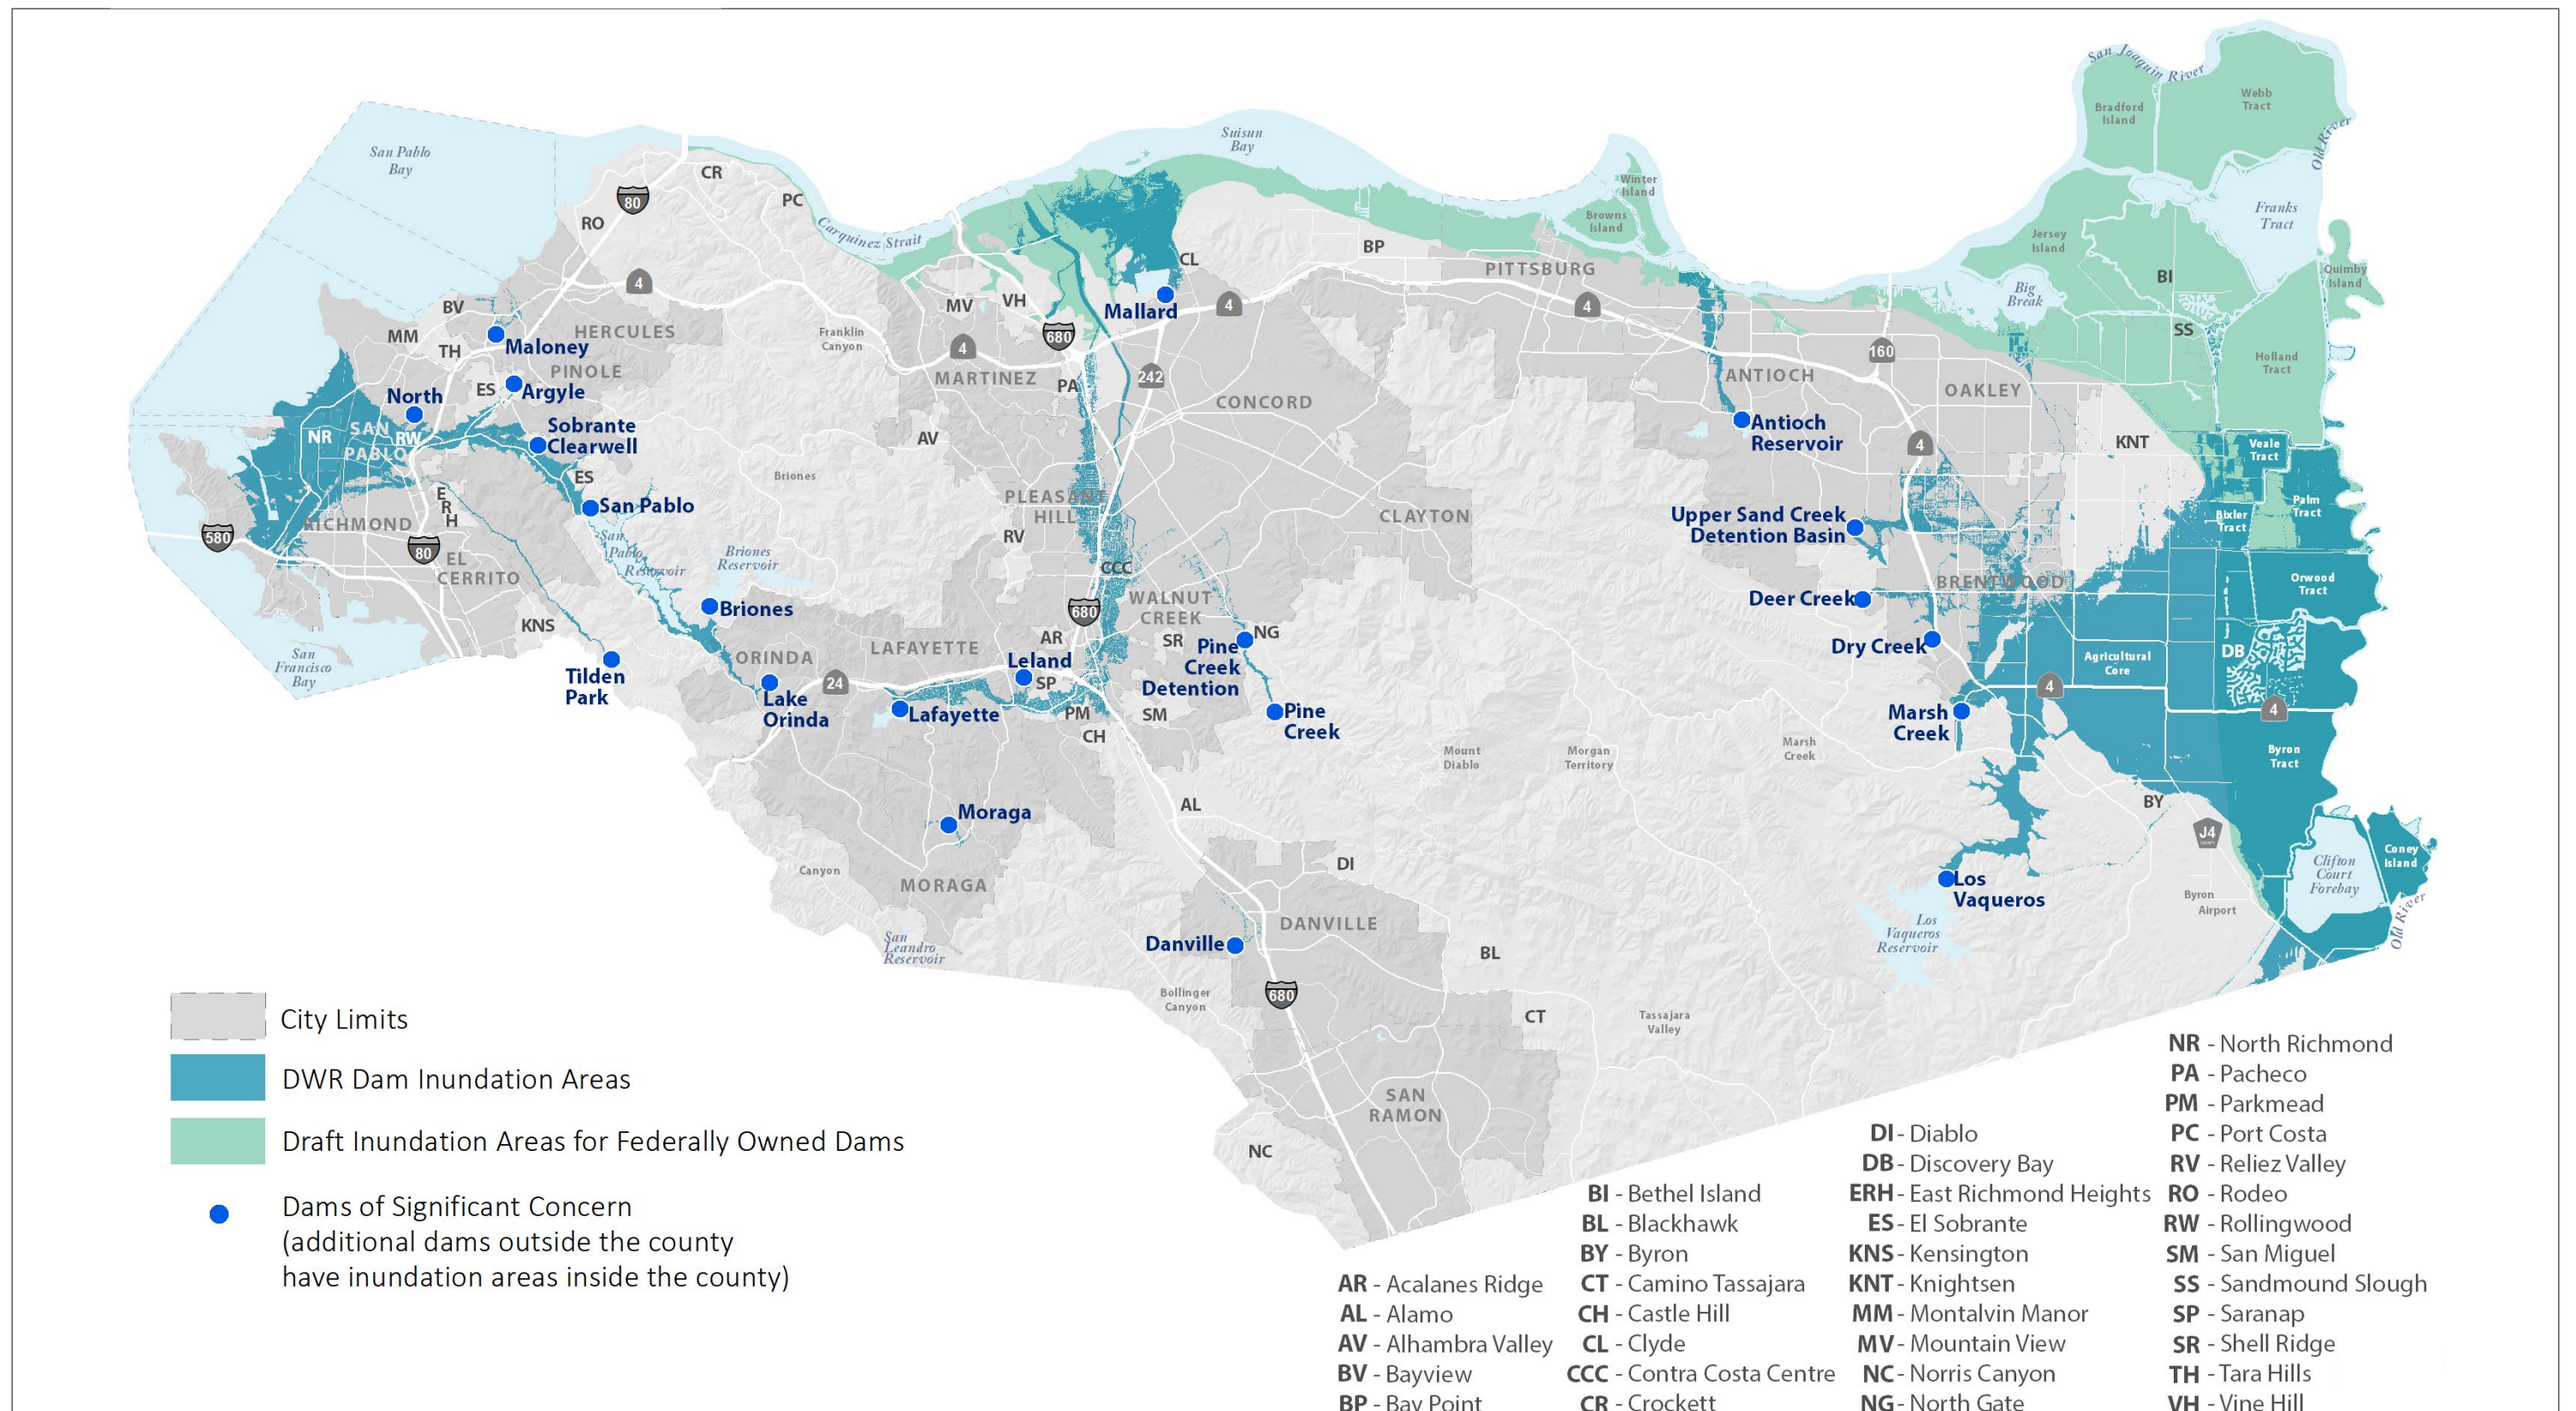 San Joaquin River
Webb
Tract
Bradford
Island
Old River
Suisun
Bay
San Pablo
Bay
CR
80
PC
Winter
Island
Browns
Island
Franks
Tract
RO
Carquinez Strait
Jersey
Island
BP
CL
PITTSBURG
BI
Quimby
Island
4
Big
Break
MV
VH
Mallard
4
4
BV
HERCULES
MM
Maloney
TH
Franklin
Canyon
680
4
SS
160
Holland
Tract
PINOLE
MARTINEZ
PA
242
ANTIOCH
OAKLEY
ES
Argyle
North
CONCORD
Antioch
Reservoir
NR
SAN
PABLO
RW
Sobrante
Clearwell
AV
4
KNT
Veale
Tract
ES
Briones
San Pablo
E
R
H
RICHMOND
PLEASANT
HILL
CLAYTON
Palm
Tract
Bixler
Tract
Upper Sand Creek
Detention Basin
580
80
RV
San
Pablo
Reservoir
Briones
Reservoir
EL
CERRITO
CCC
BRENTWOOD
Orwood
Tract
Deer Creek
WALNUT
CREEK
Briones
680
KNS
AR
SR
NG
Dry Creek
San
Francisco
Bay
LAFAYETTE
ORINDA
Pine
Creek
Detention
Agricultural
Core
DB
Tilden
Park
Leland
SP
24
Lake
Orinda
Lafayette
PM
SM
CH
Pine
Creek
Marsh
Creek
4
4
Mount
Diablo
Morgan
Territory
Marsh
Creek
Byron
Tract
Moraga
AL
BY
J4
Coney
Island
Clifton
Court
Forebay
Canyon
MORAGA
DI
Los
Vaqueros
Byron
Airport
DANVILLE
Danville
San
Leandro
Reservoir
Los
Vaqueros
Reservoir
Old River
BL
Bollinger
Canyon
680
CT
Tassajara
Valley
SAN
RAMON
NC
City Limits
DWR Dam Inundation Areas
Draft Inundation Areas for Federally Owned Dams
Dams of Significant Concern
(additional dams outside the county
have inundation areas inside the county)
AR - Acalanes Ridge
AL - Alamo
AV - Alhambra Valley
BV - Bayview
BP - Bay Point
BI - Bethel Island
BL - Blackhawk
BY - Byron
CT - Camino Tassajara
CH - Castle Hill
CL - Clyde
CCC - Contra Costa Centre
CR - Crockett
DI - Diablo
DB - Discovery Bay
ERH - East Richmond Heights
ES - El Sobrante
KNS - Kensington
KNT - Knightsen
MM - Montalvin Manor
MV - Mountain View
NC - Norris Canyon
NG - North Gate
NR - North Richmond
PA - Pacheco
PM - Parkmead
PC - Port Costa
RV - Reliez Valley
RO - Rodeo
RW - Rollingwood
SM - San Miguel
SS - Sandmound Slough
SP - Saranap
SR - Shell Ridge
TH - Tara Hills
VH - Vine Hill